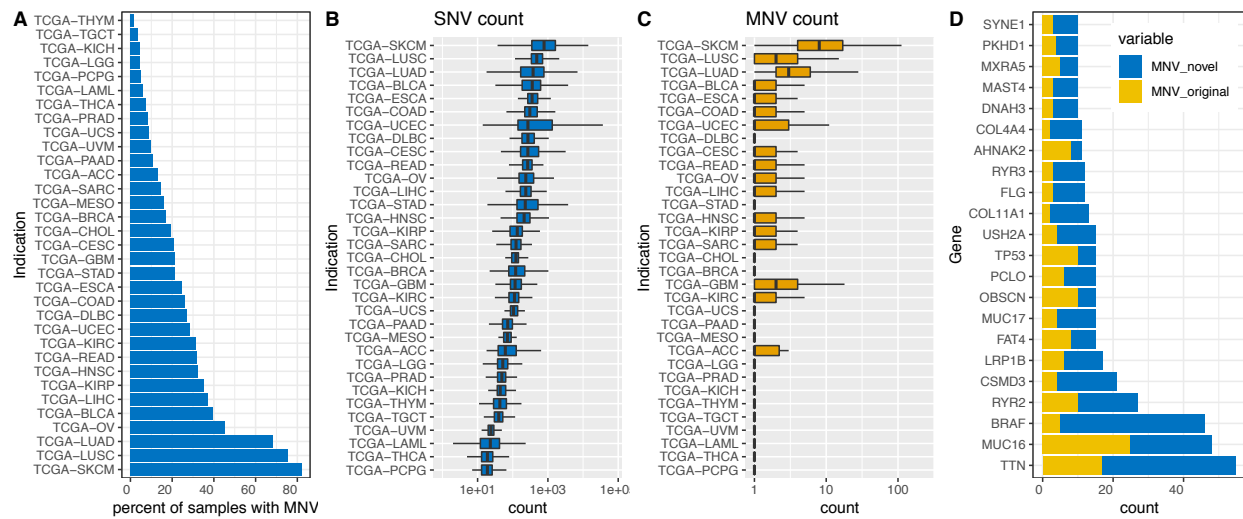 A
Indication
TCGA−THYM
TCGA−TGCT
TCGA−KICH
TCGA−LGG
TCGA−PCPG
TCGA−LAML
TCGA−THCA
TCGA−PRAD
TCGA−UCS
TCGA−UVM
TCGA−PAAD
TCGA−ACC
TCGA−SARC
TCGA−MESO
TCGA−BRCA
TCGA−CHOL
TCGA−CESC
TCGA−GBM
TCGA−STAD
TCGA−ESCA
TCGA−COAD
TCGA−DLBC
TCGA−UCEC
TCGA−KIRC
TCGA−READ
TCGA−HNSC
TCGA−KIRP
TCGA−LIHC
TCGA−BLCA
TCGA−OV
TCGA−LUAD
TCGA−LUSC
TCGA−SKCM
0 20 40 60 80
percent of samples with MNV
B
SNV count
Indication
TCGA−SKCM
TCGA−LUSC
TCGA−LUAD
TCGA−BLCA
TCGA−ESCA
TCGA−COAD
TCGA−UCEC
TCGA−DLBC
TCGA−CESC
TCGA−READ
TCGA−OV
TCGA−LIHC
TCGA−STAD
TCGA−HNSC
TCGA−KIRP
TCGA−SARC
TCGA−CHOL
TCGA−BRCA
TCGA−GBM
TCGA−KIRC
TCGA−UCS
TCGA−PAAD
TCGA−MESO
TCGA−ACC
TCGA−LGG
TCGA−PRAD
TCGA−KICH
TCGA−THYM
TCGA−TGCT
TCGA−UVM
TCGA−LAML
TCGA−THCA
TCGA−PCPG
1e+01 1e+03 1e+0
count
C
MNV count
Indication
TCGA−SKCM
TCGA−LUSC
TCGA−LUAD
TCGA−BLCA
TCGA−ESCA
TCGA−COAD
TCGA−UCEC
TCGA−DLBC
TCGA−CESC
TCGA−READ
TCGA−OV
TCGA−LIHC
TCGA−STAD
TCGA−HNSC
TCGA−KIRP
TCGA−SARC
TCGA−CHOL
TCGA−BRCA
TCGA−GBM
TCGA−KIRC
TCGA−UCS
TCGA−PAAD
TCGA−MESO
TCGA−ACC
TCGA−LGG
TCGA−PRAD
TCGA−KICH
TCGA−THYM
TCGA−TGCT
TCGA−UVM
TCGA−LAML
TCGA−THCA
TCGA−PCPG
1 10 100
count
D
Gene
SYNE1
PKHD1
MXRA5
MAST4
DNAH3
COL4A4
AHNAK2
RYR3
FLG
COL11A1
USH2A
TP53
PCLO
OBSCN
MUC17
FAT4
LRP1B
CSMD3
RYR2
BRAF
MUC16
TTN
0 20 40
count
variable
MNV_novel
MNV_original